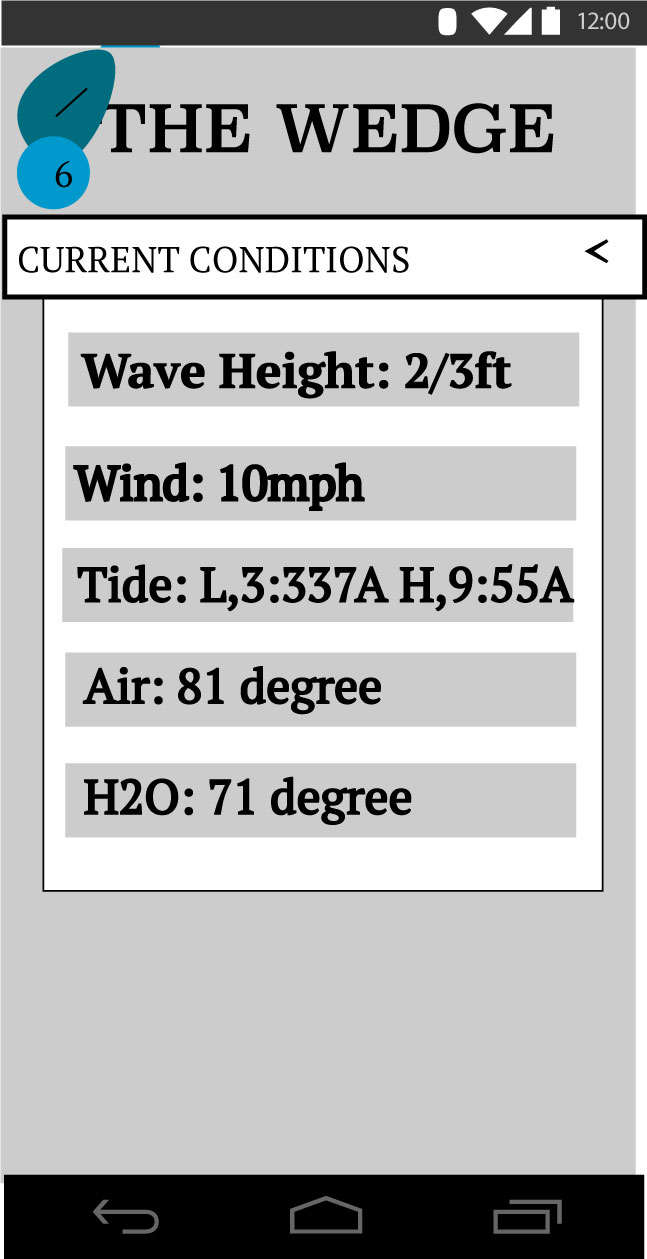 12:00
THE WEDGE
6
CURRENT CONDITIONS
Wave Height: 2/3ft
Wind: 10mph
Tide: L,3:337A H,9:55A
Air: 81 degree
H2O: 71 degree